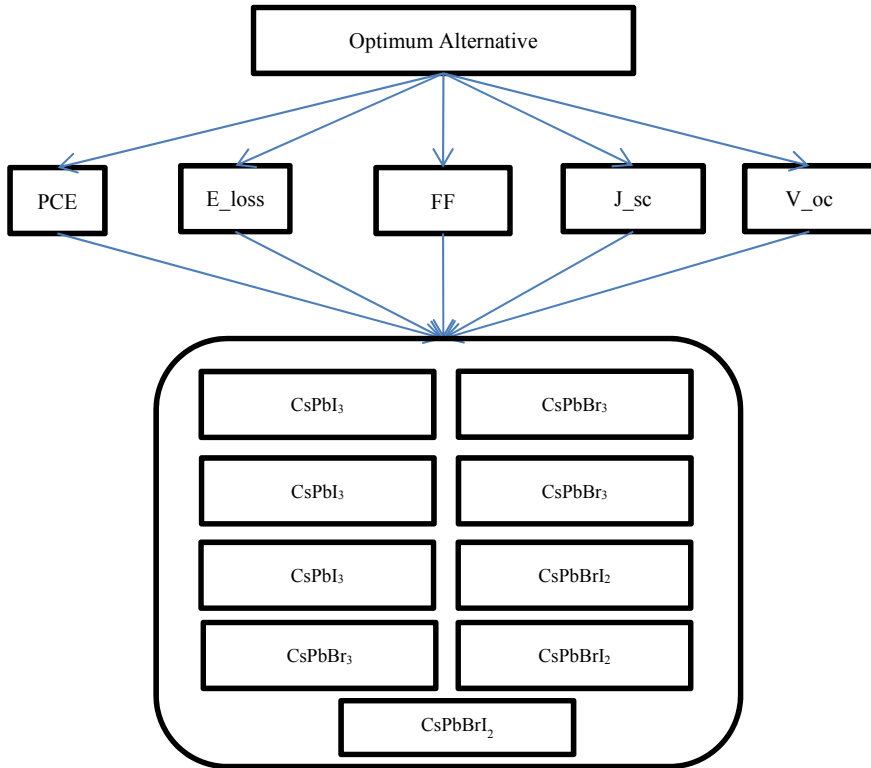 Optimum Alternative
PCE
E_loss
FF
J_sc
V_oc
CsPbI₃
CsPbBr₃
CsPbI₃
CsPbBr₃
CsPbI₃
CsPbBrI₂
CsPbBr₃
CsPbBrI₂
CsPbBrI₂